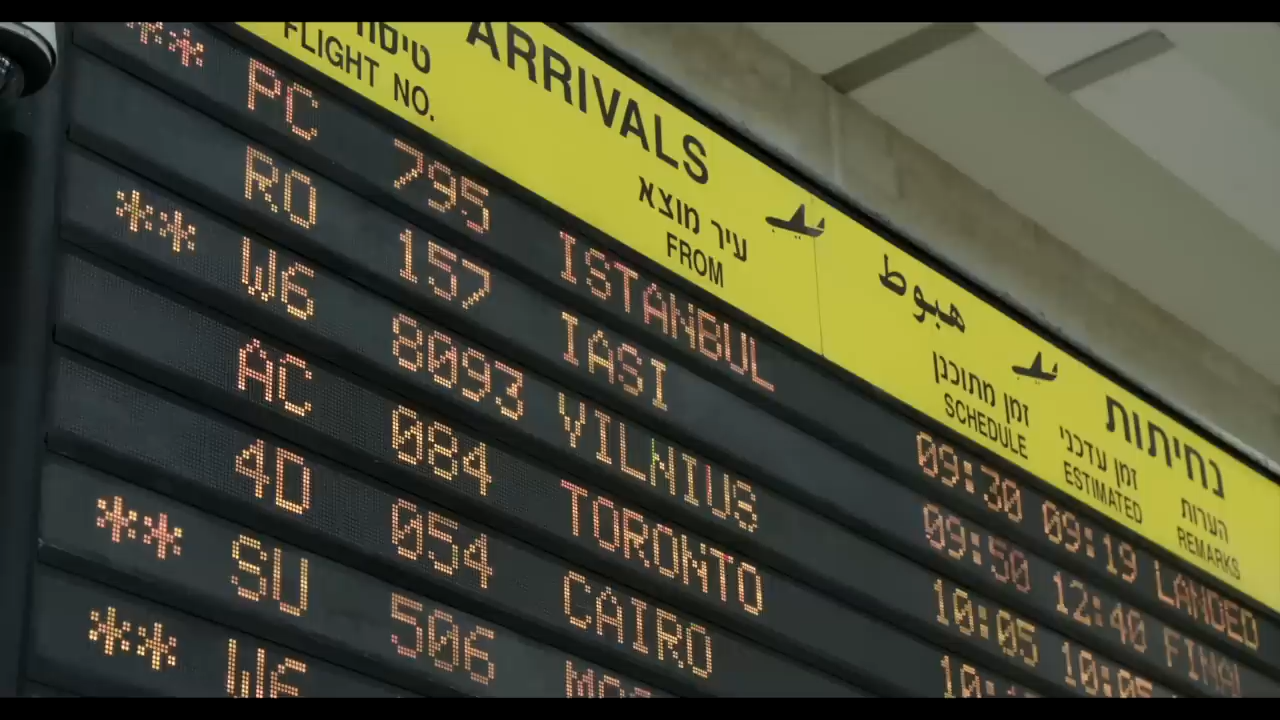 ARRIVALS
هبوط
נחיתות
טיסה
FLIGHT NO.
עיר מוצא
FROM
זמן מתוכנן
SCHEDULE
זמן עדכני
ESTIMATED
הערות
REMARKS
**
PC 795 ISTANBUL 09:30 09:19 LANDED
RO 157 IASI 09:50 12:40 FINAL
** W6 8093 VILNIUS 10:05 10:05
AC 084 TORONTO
4D 054 CAIRO
** SU 506
** W6